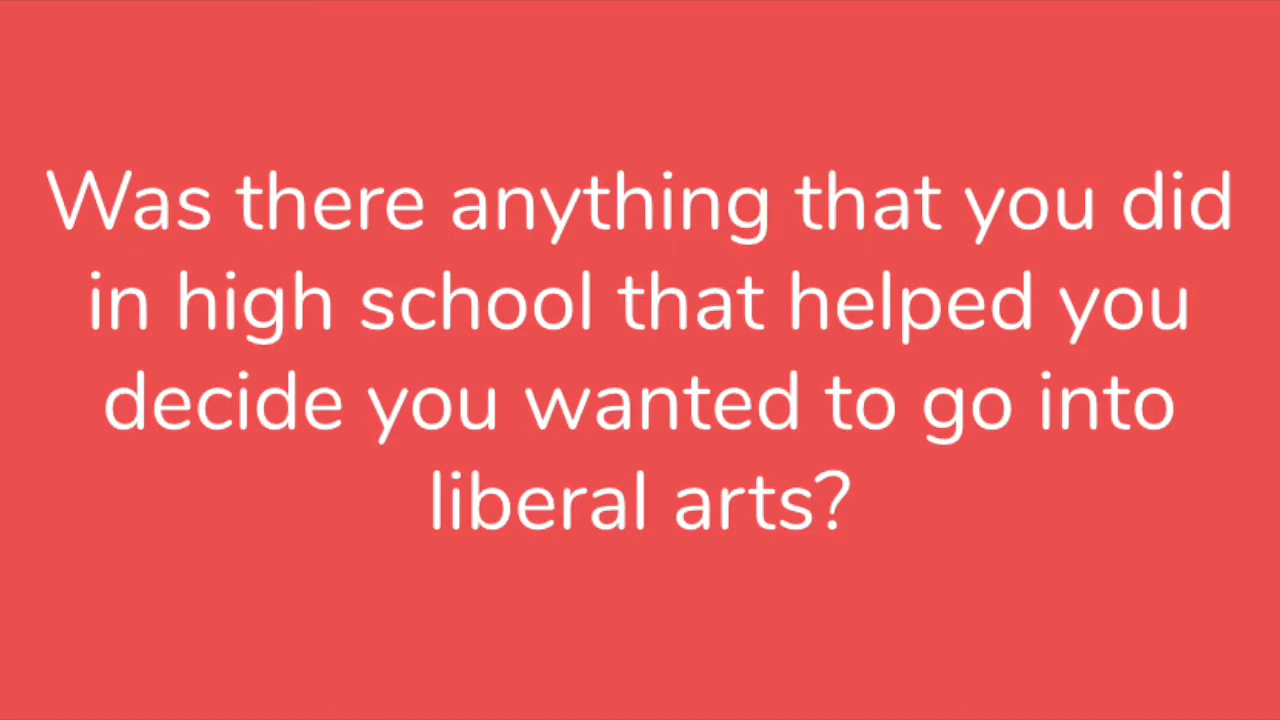 Was there anything that you did
in high school that helped you
decide you wanted to go into
liberal arts?